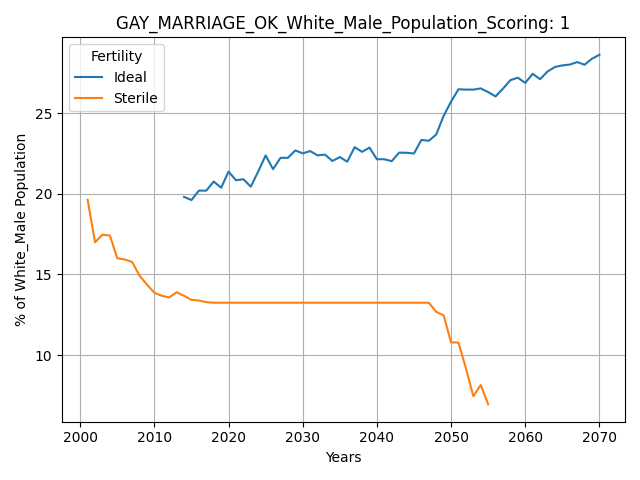 GAY_MARRIAGE_OK_White_Male_Population_Scoring: 1
Fertility
Ideal
Sterile
% of White_Male Population
25
20
15
10
2000 2010 2020 2030 2040 2050 2060 2070
Years